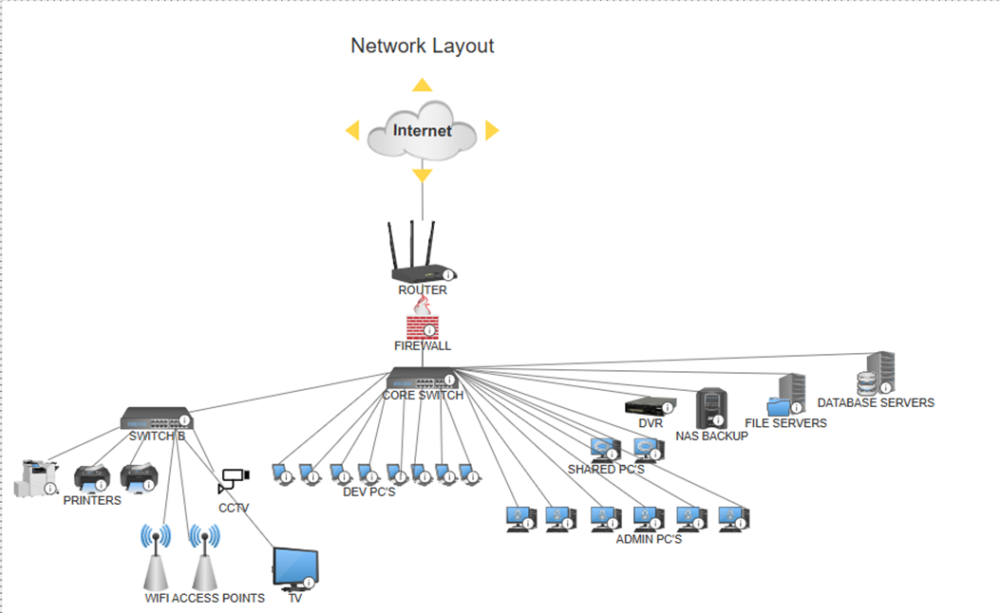 Network Layout
Internet
ROUTER
FIREWALL
CORE SWITCH
DATABASE SERVERS
DVR
FILE SERVERS
SWITCH B
NAS BACKUP
SHARED PC'S
DEV PC'S
PRINTERS
CCTV
ADMIN PC'S
WIFI ACCESS POINTS
TV